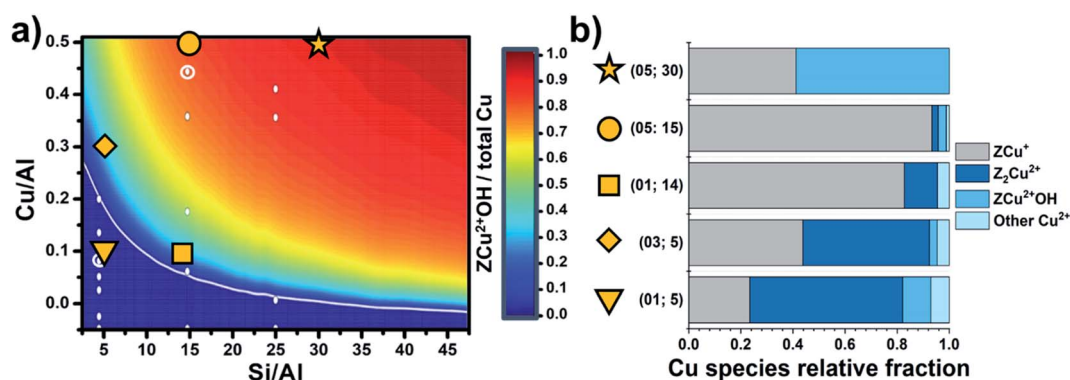 a)
0.5
0.4
0.3
0.2
0.1
0.0
Cu/Al
5 10 15 20 25 30 35 40 45
Si/Al
ZCu²⁺OH / total Cu
1.0
0.9
0.8
0.7
0.6
0.5
0.4
0.3
0.2
0.1
0.0
b)
(05; 30)
(05: 15)
(01; 14)
(03; 5)
(01; 5)
0.0 0.2 0.4 0.6 0.8 1.0
Cu species relative fraction
ZCu⁺
Z₂Cu²⁺
ZCu²⁺OH
Other Cu²⁺